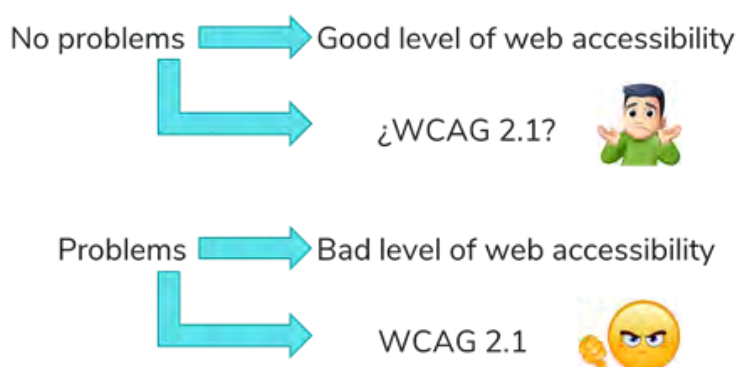 No problems Good level of web accessibility
¿WCAG 2.1?
Problems Bad level of web accessibility
WCAG 2.1